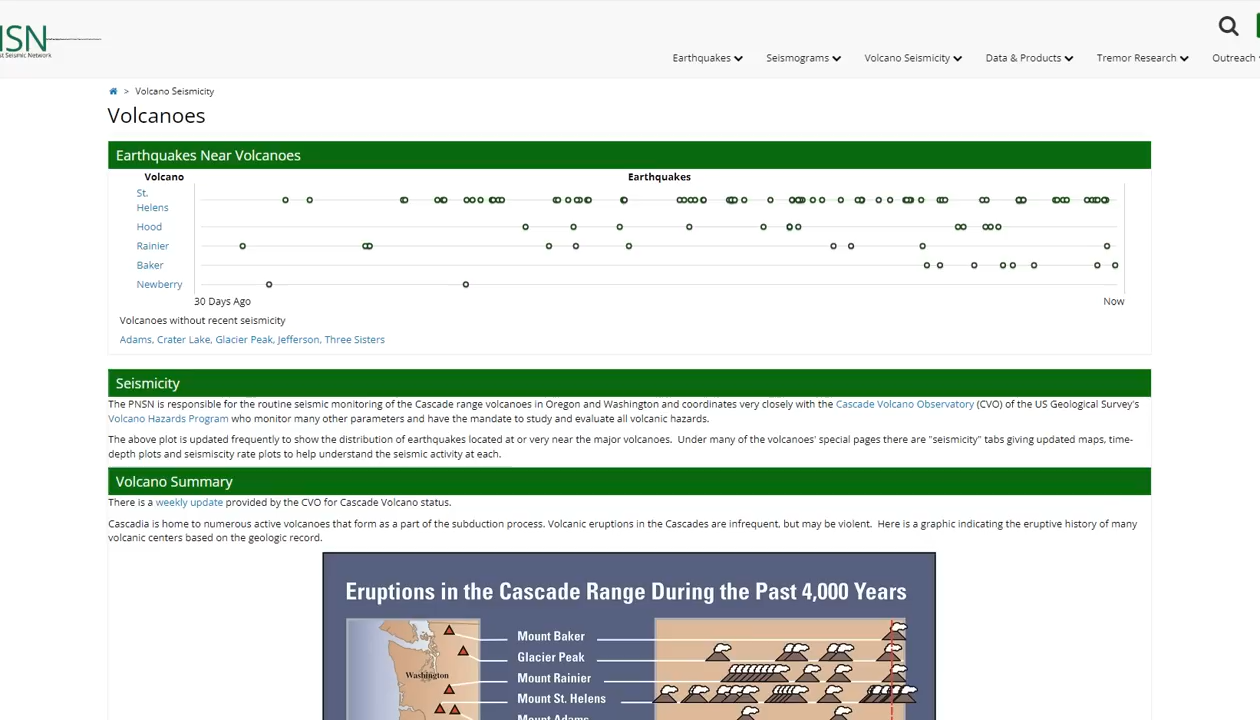 ISN
st Seismic Network
Earthquakes Seismograms Volcano Seismicity Data & Products Tremor Research Outreach
> Volcano Seismicity
Volcanoes
Earthquakes Near Volcanoes
Volcano Earthquakes
St.
Helens
Hood
Rainier
Baker
Newberry
30 Days Ago Now
Volcanoes without recent seismicity
Adams, Crater Lake, Glacier Peak, Jefferson, Three Sisters
Seismicity
The PNSN is responsible for the routine seismic monitoring of the Cascade range volcanoes in Oregon and Washington and coordinates very closely with the Cascade Volcano Observatory (CVO) of the US Geological Survey's
Volcano Hazards Program who monitor many other parameters and have the mandate to study and evaluate all volcanic hazards.
The above plot is updated frequently to show the distribution of earthquakes located at or very near the major volcanoes.  Under many of the volcanoes' special pages there are "seismicity" tabs giving updated maps, time-
depth plots and seismiscity rate plots to help understand the seismic activity at each.
Volcano Summary
There is a weekly update provided by the CVO for Cascade Volcano status.
Cascadia is home to numerous active volcanoes that form as a part of the subduction process. Volcanic eruptions in the Cascades are infrequent, but may be violent.  Here is a graphic indicating the eruptive history of many
volcanic centers based on the geologic record.
Eruptions in the Cascade Range During the Past 4,000 Years
Mount Baker
Glacier Peak
Washington
Mount Rainier
Mount St. Helens
Mount Adams